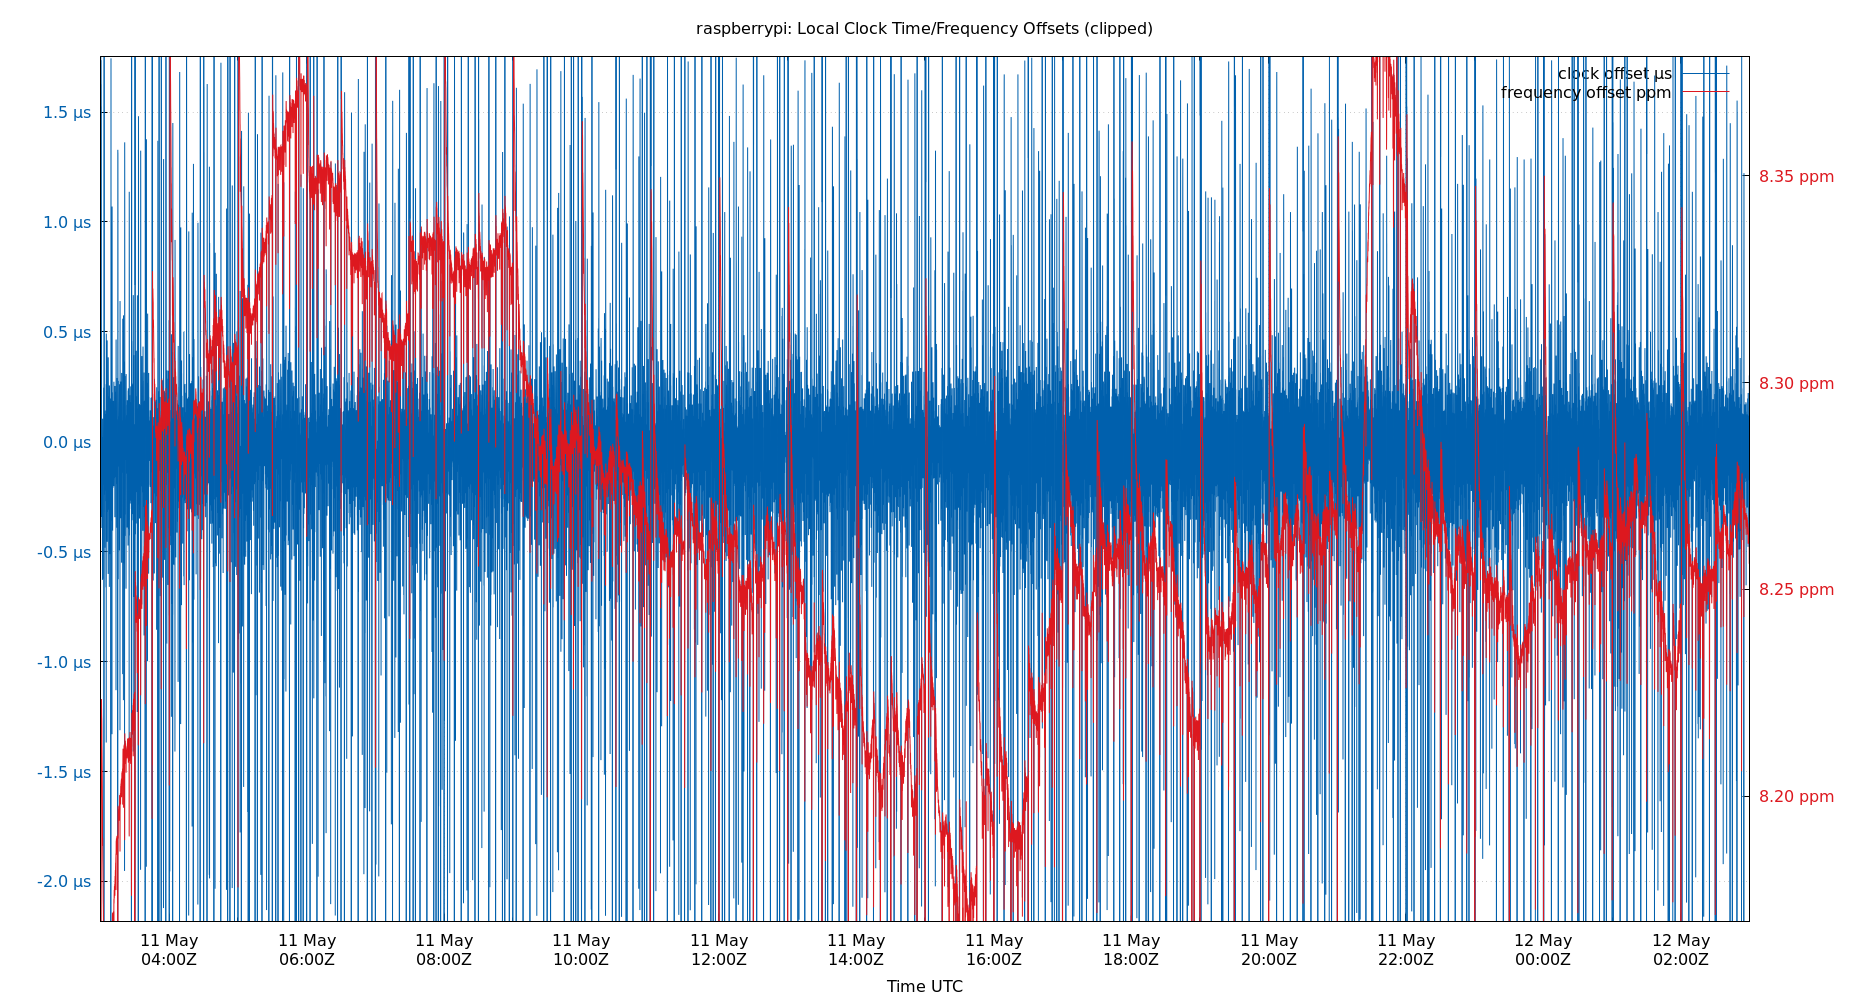 raspberrypi: Local Clock Time/Frequency Offsets (clipped)
clock offset µs
frequency offset ppm
1.5 µs
1.0 µs
0.5 µs
0.0 µs
-0.5 µs
-1.0 µs
-1.5 µs
-2.0 µs
8.35 ppm
8.30 ppm
8.25 ppm
8.20 ppm
11 May 11 May 11 May 11 May 11 May 11 May 11 May 11 May 11 May 11 May 12 May 12 May
04:00Z 06:00Z 08:00Z 10:00Z 12:00Z 14:00Z 16:00Z 18:00Z 20:00Z 22:00Z 00:00Z 02:00Z
Time UTC